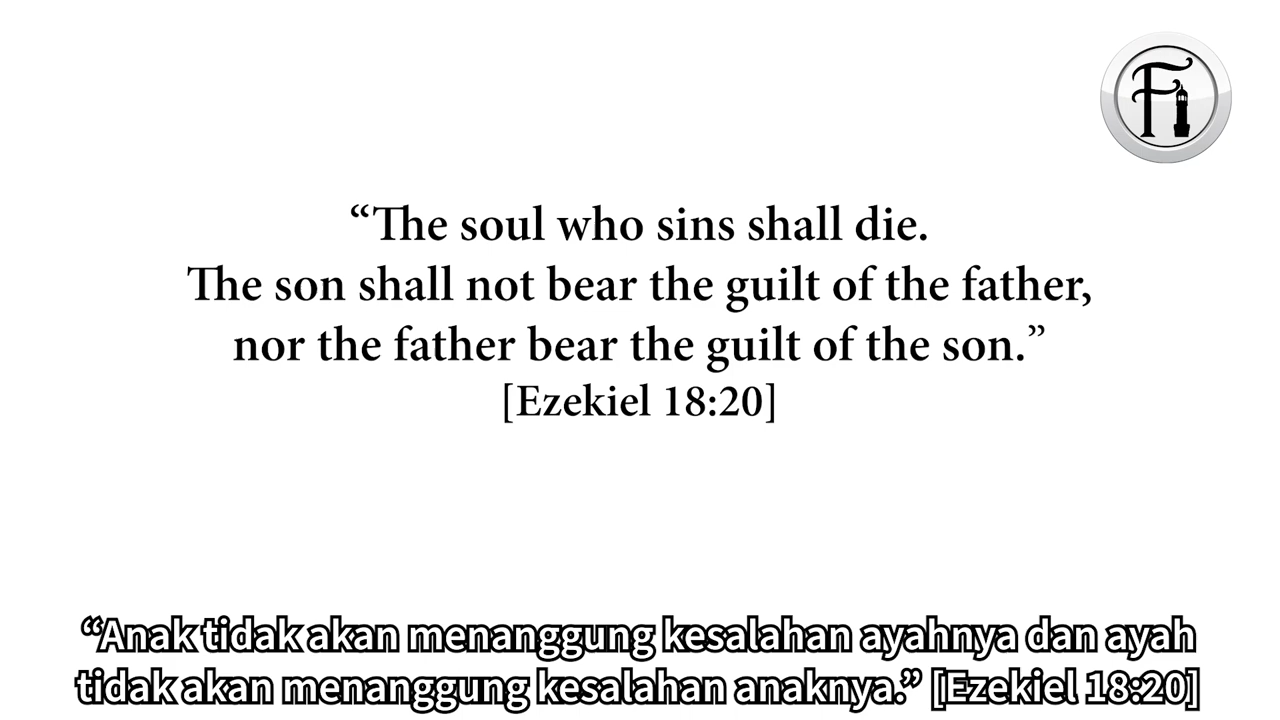 Fi
“The soul who sins shall die.
The son shall not bear the guilt of the father,
nor the father bear the guilt of the son.”
[Ezekiel 18:20]
“Anak tidak akan menanggung kesalahan ayahnya dan ayah
tidak akan menanggung kesalahan anaknya.” [Ezekiel 18:20]